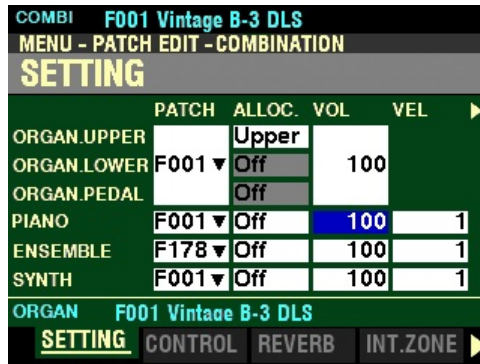 COMBI F001 Vintage B-3 DLS
MENU - PATCH EDIT - COMBINATION
SETTING
PATCH ALLOC. VOL VEL
ORGAN.UPPER Upper
ORGAN.LOWER F001 ▼ Off 100
ORGAN.PEDAL Off
PIANO F001 ▼ Off 100 1
ENSEMBLE F178 ▼ Off 100 1
SYNTH F001 ▼ Off 100 1
ORGAN F001 Vintage B-3 DLS
SETTING CONTROL REVERB INT.ZONE